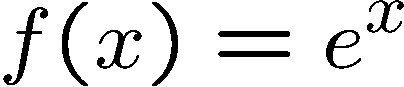 f(x) = e^x